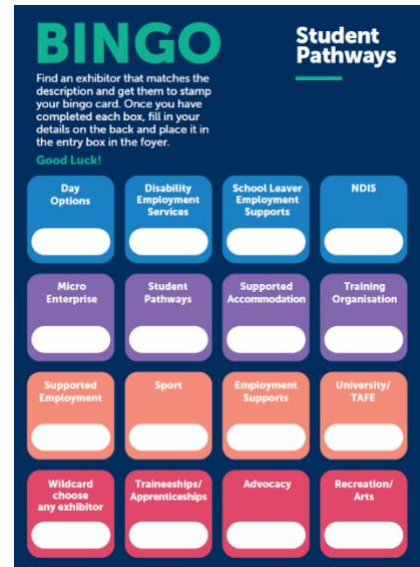 BINGO
Student
Pathways
Find an exhibitor that matches the
description and get them to stamp
your bingo card. Once you have
completed each box, fill in your
details on the back and place it in
the entry box in the foyer.
Good Luck!
Day
Options
Disability
Employment
Services
School Leaver
Employment
Supports
NDIS
Micro
Enterprise
Student
Pathways
Supported
Accommodation
Training
Organisation
Supported
Employment
Sport
Employment
Supports
University/
TAFE
Wildcard
choose
any exhibitor
Traineeships/
Apprenticeships
Advocacy
Recreation/
Arts